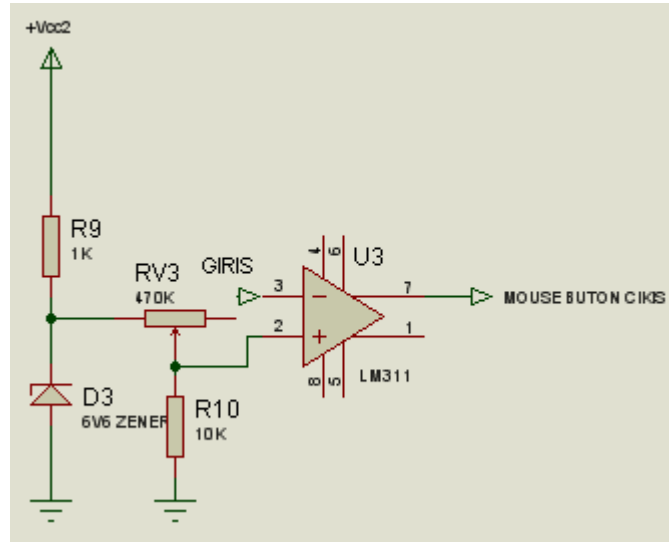 +Vcc2
R9
1K
RV3
470K
GIRIS
3
2
4
6
U3
7
1
MOUSE BUTON CIKIS
8
5
LM311
D3
6V6 ZENER
R10
10K